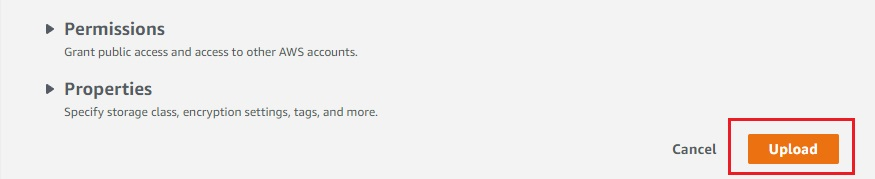 Permissions
Grant public access and access to other AWS accounts.
Properties
Specify storage class, encryption settings, tags, and more.
Cancel Upload